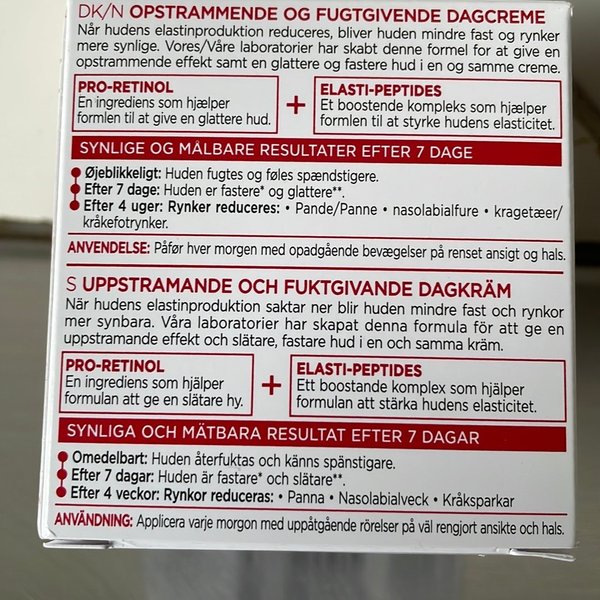 DK/N OPSTRAMMENDE OG FUGTGIVENDE DAGCREME
Når hudens elastinproduktion reduceres, bliver huden mindre fast og rynker
mere synlige. Vores/Våre laboratorier har skabt denne formel for at give en
opstrammende effekt samt en glattere og fastere hud i en og samme creme.
PRO-RETINOL
En ingrediens som hjælper
formlen til at give en glattere hud.
+
ELASTI-PEPTIDES
Et boostende kompleks som hjælper
formlen til at styrke hudens elasticitet.
SYNLIGE OG MÅLBARE RESULTATER EFTER 7 DAGE
Øjeblikkeligt: Huden fugtes og føles spændstigere.
Efter 7 dage: Huden er fastere* og glattere**.
Efter 4 uger: Rynker reduceres: • Pande/Panne • nasolabialfure • kragetæer/
kråkefotrynker.
ANVENDELSE: Påfør hver morgen med opadgående bevægelser på renset ansigt og hals.
S UPPSTRAMANDE OCH FUKTGIVANDE DAGKRÄM
När hudens elastinproduktion saktar ner blir huden mindre fast och rynkor
mer synbara. Våra laboratorier har skapat denna formula för att ge en
uppstramande effekt och slätare, fastare hud i en och samma kräm.
PRO-RETINOL
En ingrediens som hjälper
formulan att ge en slätare hy.
+
ELASTI-PEPTIDES
Ett boostande komplex som hjälper
formulan att stärka hudens elasticitet.
SYNLIGA OCH MÄTBARA RESULTAT EFTER 7 DAGAR
Omedelbart: Huden återfuktas och känns spänstigare.
Efter 7 dagar: Huden är fastare* och slätare**.
Efter 4 veckor: Rynkor reduceras: • Panna • Nasolabialveck • Kråksparkar
ANVÄNDNING: Applicera varje morgon med uppåtgående rörelser på väl rengjort ansikte och hals.